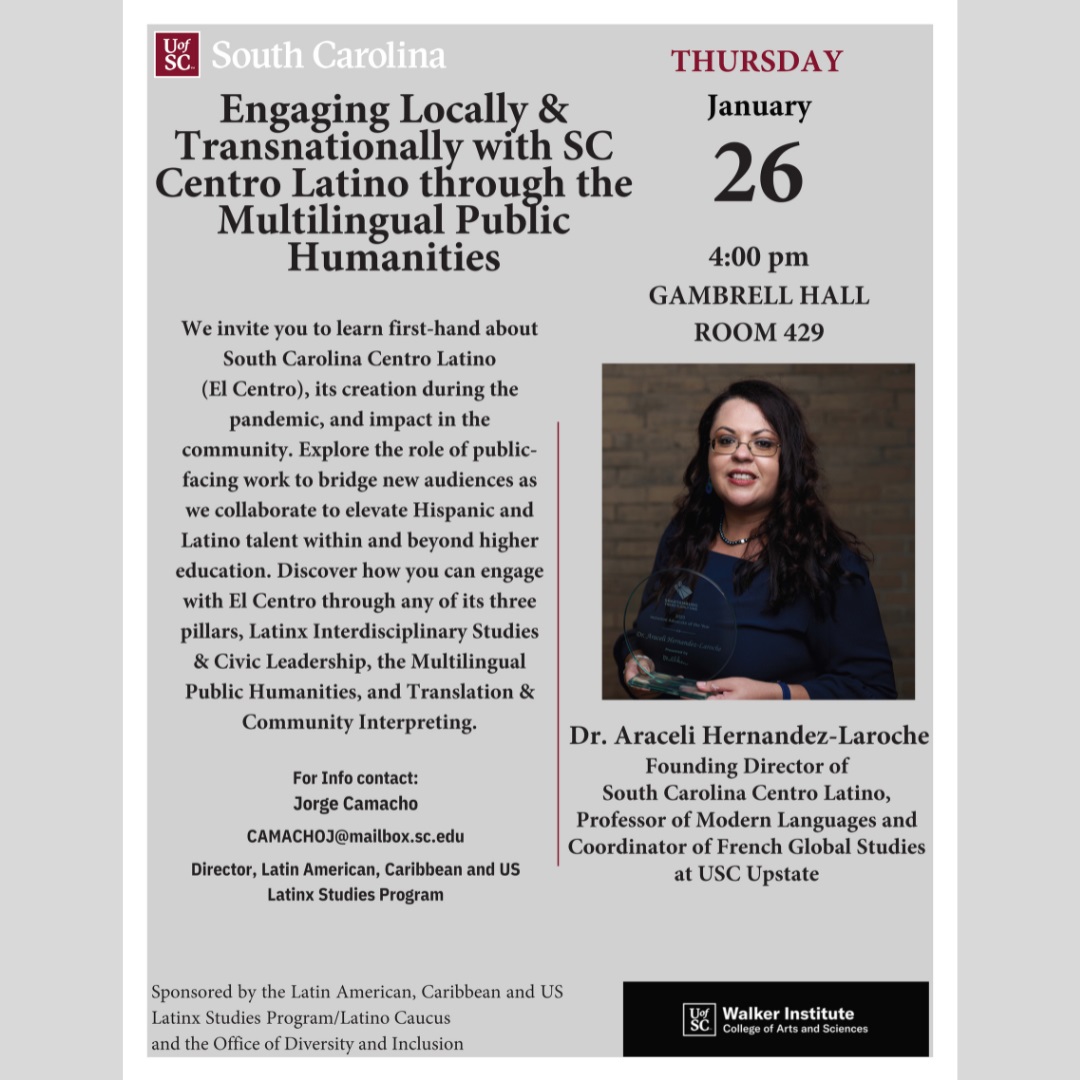 UofSC South Carolina
Engaging Locally &
Transnationally with SC
Centro Latino through the
Multilingual Public
Humanities
THURSDAY
January
26
4:00 pm
GAMBRELL HALL
ROOM 429
We invite you to learn first-hand about
South Carolina Centro Latino
(El Centro), its creation during the
pandemic, and impact in the
community. Explore the role of public-
facing work to bridge new audiences as
we collaborate to elevate Hispanic and
Latino talent within and beyond higher
education. Discover how you can engage
with El Centro through any of its three
pillars, Latinx Interdisciplinary Studies
& Civic Leadership, the Multilingual
Public Humanities, and Translation &
Community Interpreting.
For Info contact:
Jorge Camacho
CAMACHOJ@mailbox.sc.edu
Director, Latin American, Caribbean and US
Latinx Studies Program
Dr. Araceli Hernandez-Laroche
Dr. Araceli Hernandez-Laroche
Founding Director of
South Carolina Centro Latino,
Professor of Modern Languages and
Coordinator of French Global Studies
at USC Upstate
Sponsored by the Latin American, Caribbean and US
Latinx Studies Program/Latino Caucus
and the Office of Diversity and Inclusion
UofSC Walker Institute
College of Arts and Sciences